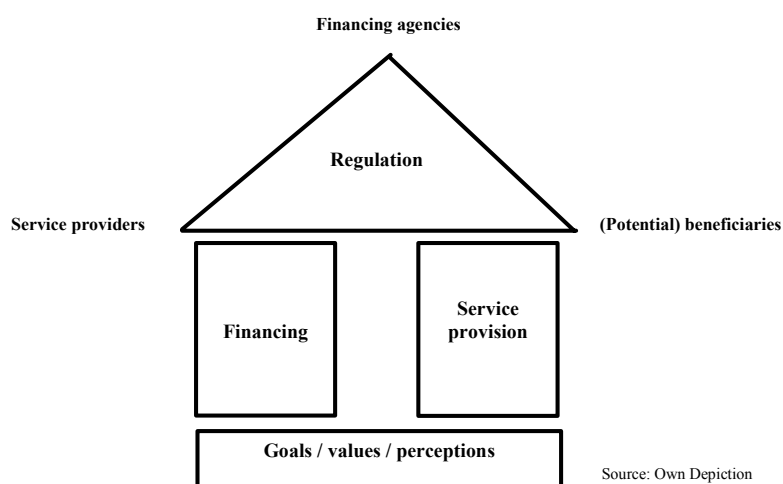 Financing agencies
Regulation
Service providers
(Potential) beneficiaries
Financing
Service
provision
Goals / values / perceptions
Source: Own Depiction